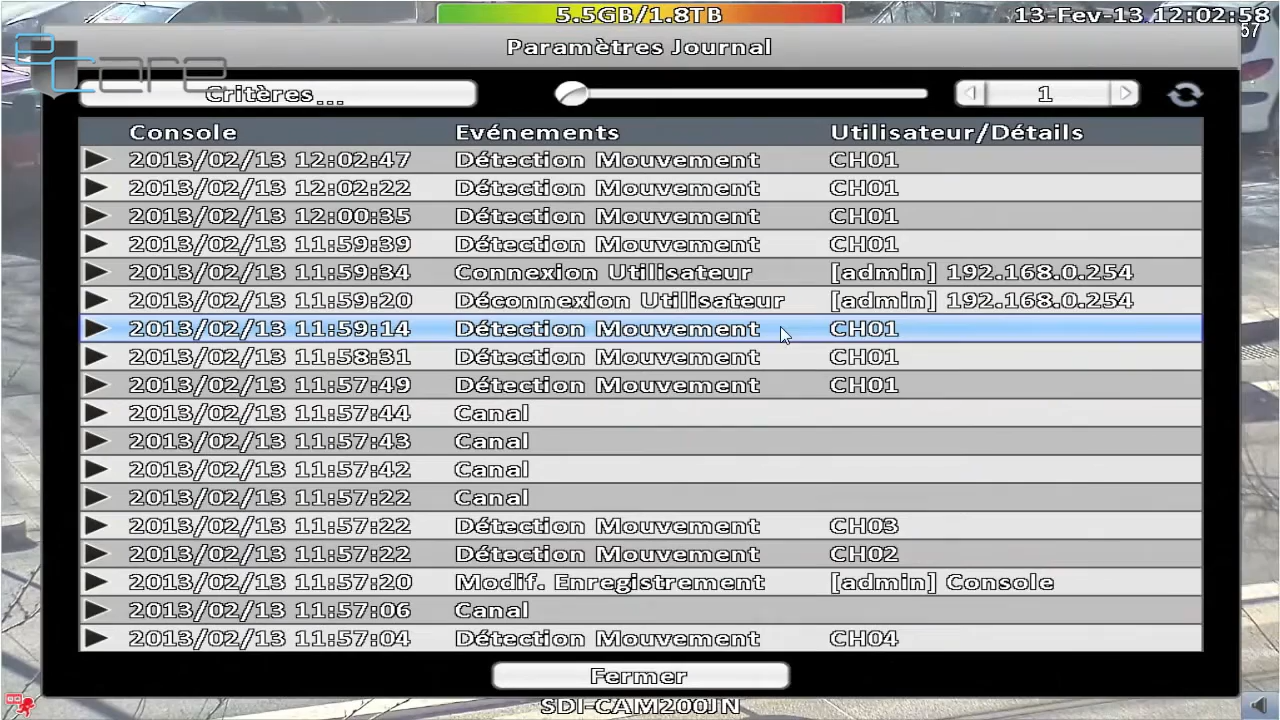 5.5GB/1.8TB
13-Fev-13 12:02:58
57
Paramètres Journal
eCare
Critères...
1
Console Evénements Utilisateur/Détails
2013/02/13 12:02:47 Détection Mouvement CH01
2013/02/13 12:02:22 Détection Mouvement CH01
2013/02/13 12:00:35 Détection Mouvement CH01
2013/02/13 11:59:39 Détection Mouvement CH01
2013/02/13 11:59:34 Connexion Utilisateur [admin] 192.168.0.254
2013/02/13 11:59:20 Déconnexion Utilisateur [admin] 192.168.0.254
2013/02/13 11:59:14 Détection Mouvement CH01
2013/02/13 11:58:31 Détection Mouvement CH01
2013/02/13 11:57:49 Détection Mouvement CH01
2013/02/13 11:57:44 Canal
2013/02/13 11:57:43 Canal
2013/02/13 11:57:42 Canal
2013/02/13 11:57:22 Canal
2013/02/13 11:57:22 Détection Mouvement CH03
2013/02/13 11:57:22 Détection Mouvement CH02
2013/02/13 11:57:20 Modif. Enregistrement [admin] Console
2013/02/13 11:57:06 Canal
2013/02/13 11:57:04 Détection Mouvement CH04
Fermer
SDI-CAM200JN